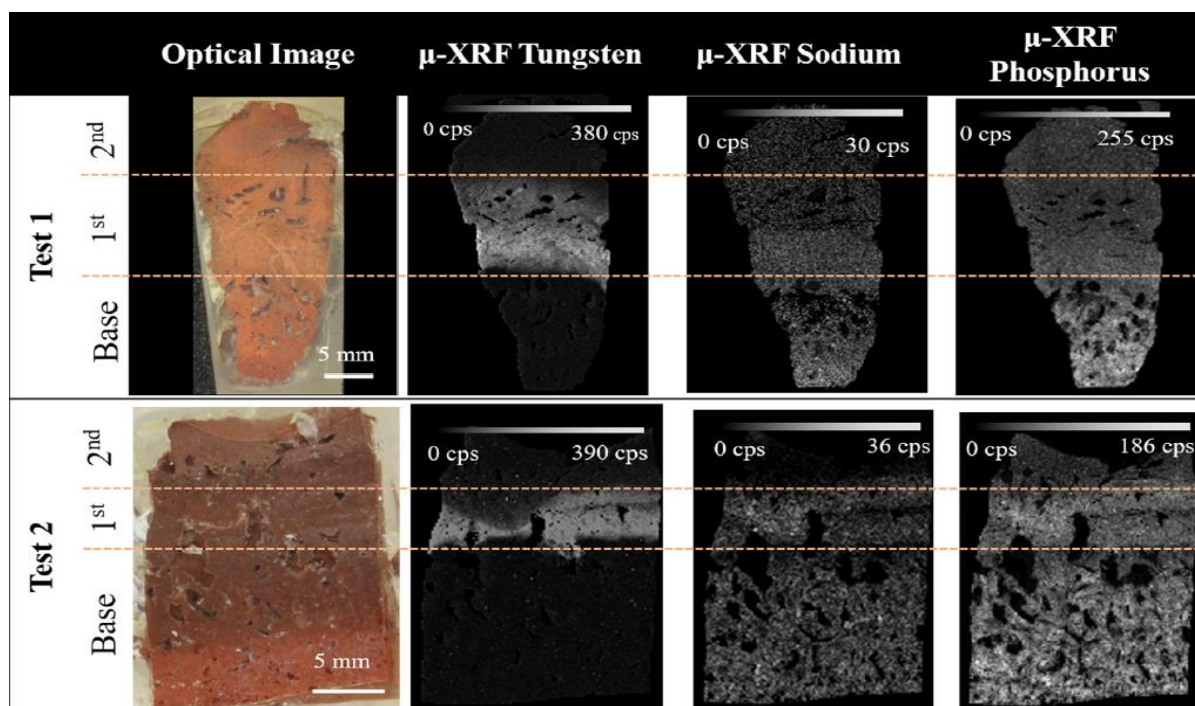 Optical Image
μ-XRF Tungsten
μ-XRF Sodium
μ-XRF
Phosphorus
Test 1
2nd
1st
Base
5 mm
0 cps
380 cps
0 cps
30 cps
0 cps
255 cps
Test 2
2nd
1st
Base
5 mm
0 cps
390 cps
0 cps
36 cps
0 cps
186 cps